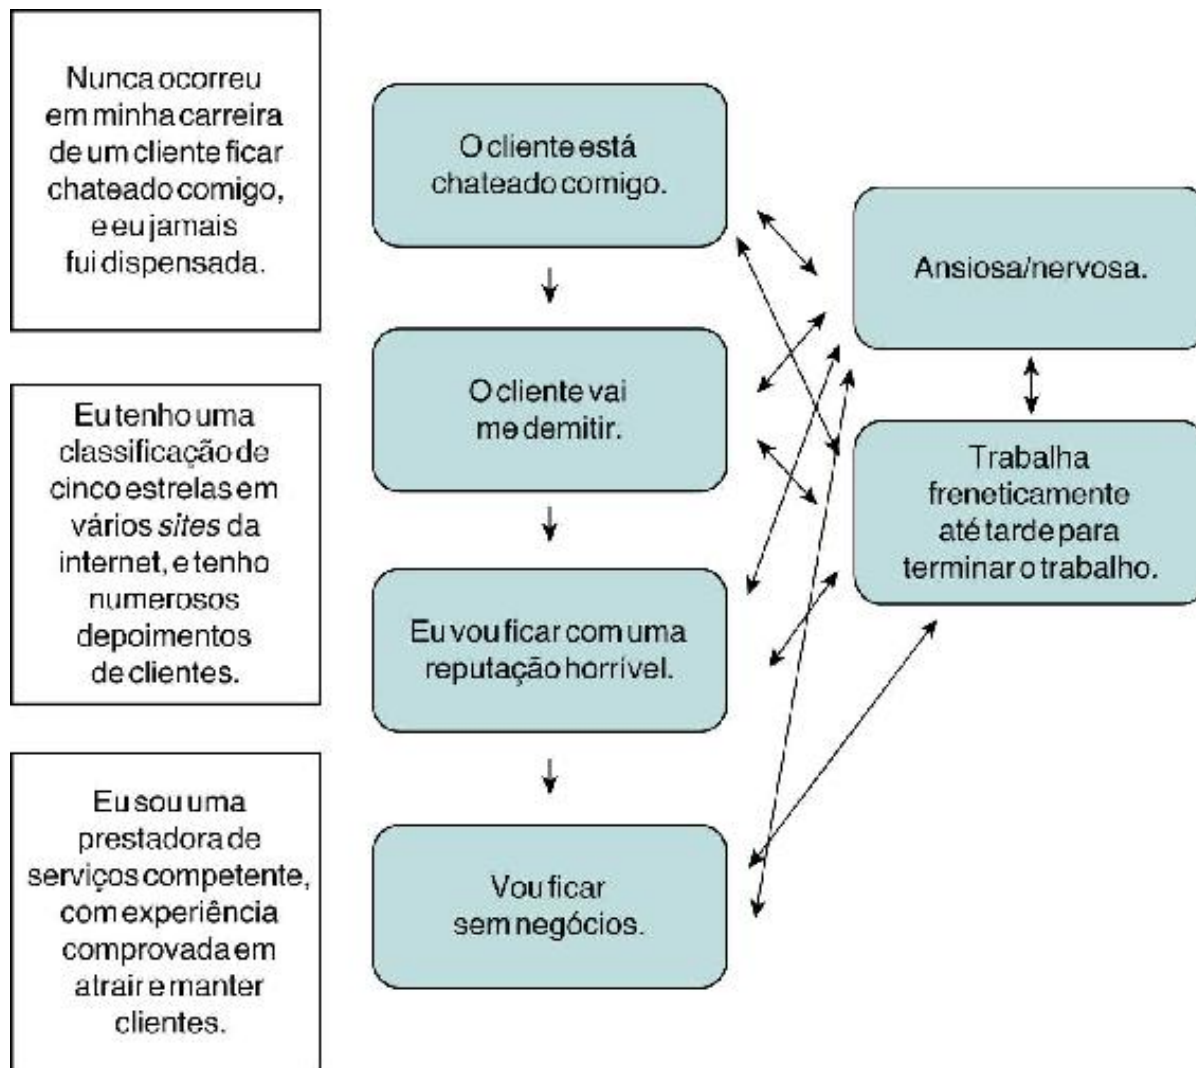 Nunca ocorreu
em minha carreira
de um cliente ficar
chateado comigo,
e eu jamais
fui dispensada.
Eu tenho uma
classificação de
cinco estrelas em
vários sites da
internet, e tenho
numerosos
depoimentos
de clientes.
Eu sou uma
prestadora de
serviços competente,
com experiência
comprovada em
atrair e manter
clientes.
O cliente está
chateado comigo.
O cliente vai
me demitir.
Eu vou ficar com uma
reputação horrível.
Vou ficar
sem negócios.
Ansiosa/nervosa.
Trabalha
freneticamente
até tarde para
terminar o trabalho.